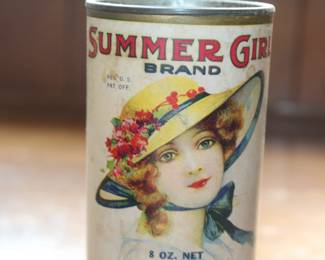 SUMMER GIRL
BRAND
REG. U.S.
PAT. OFF.
8 OZ. NET